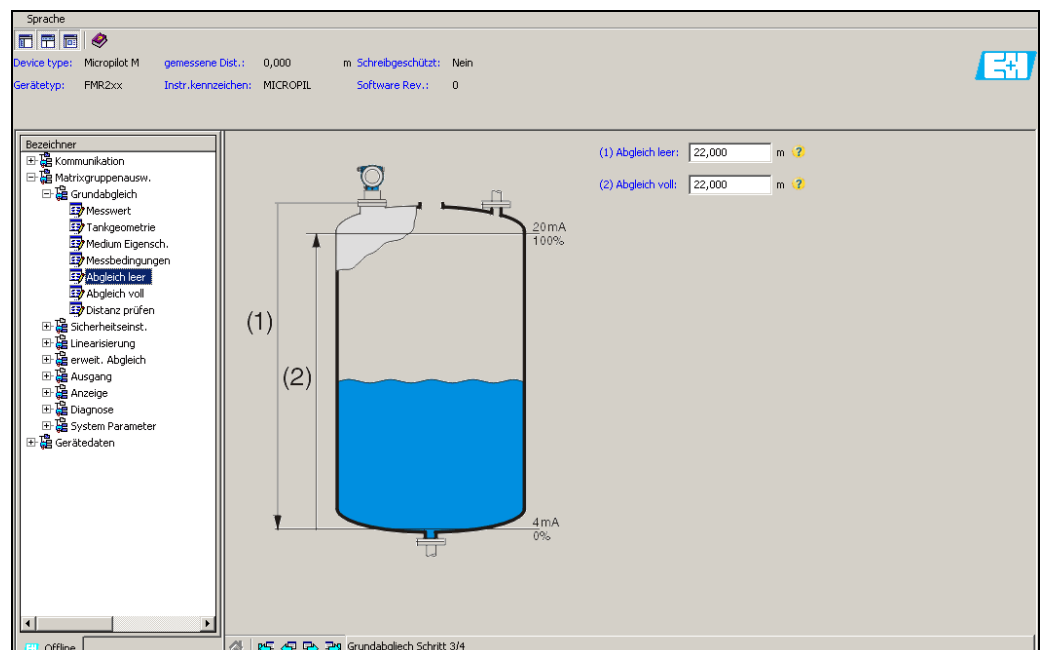 Sprache
Device type: Micropilot M gemessene Dist.: 0,000 m Schreibgeschützt: Nein
Gerätetyp: FMR2xx Instr.kennzeichen: MICROPIL Software Rev.: 0
E+H
Bezeichner
Kommunikation
Matrixgruppenausw.
Grundabgleich
Messwert
Tankgeometrie
Medium Eigensch.
Messbedingungen
Abgleich leer
Abgleich voll
Distanz prüfen
Sicherheitseinst.
Linearisierung
erweit. Abgleich
Ausgang
Anzeige
Diagnose
System Parameter
Gerätedaten
(1) Abgleich leer: 22,000 m ?
(2) Abgleich voll: 22,000 m ?
20mA
100%
(1)
(2)
4mA
0%
Offline
Grundabgliech Schritt 3/4